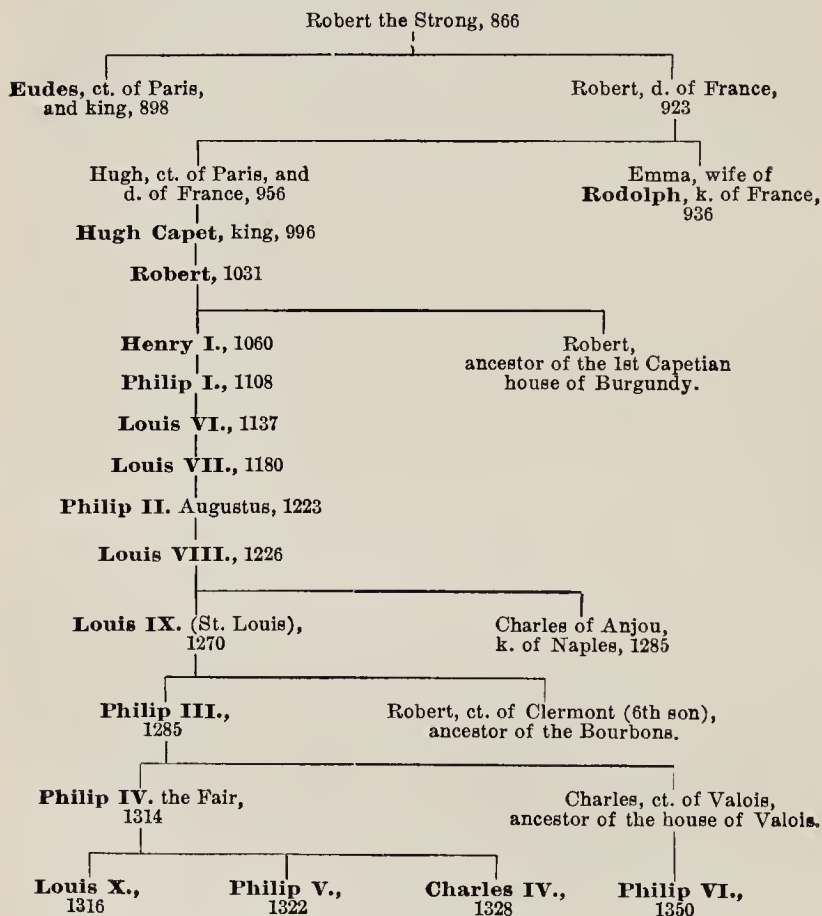 Robert the Strong, 866
Eudes, ct. of Paris,
and king, 898
Robert, d. of France,
923
Hugh, ct. of Paris, and
d. of France, 956
Emma, wife of
Rodolph, k. of France,
936
Hugh Capet, king, 996
Robert, 1031
Henry I., 1060
Robert,
ancestor of the 1st Capetian
house of Burgundy.
Philip I., 1108
Louis VI., 1137
Louis VII., 1180
Philip II. Augustus, 1223
Louis VIII., 1226
Louis IX. (St. Louis),
1270
Charles of Anjou,
k. of Naples, 1285
Philip III.,
1285
Robert, ct. of Clermont (6th son),
ancestor of the Bourbons.
Philip IV. the Fair,
1314
Charles, ct. of Valois,
ancestor of the house of Valois.
Louis X.,
1316
Philip V.,
1322
Charles IV.,
1328
Philip VI.,
1350